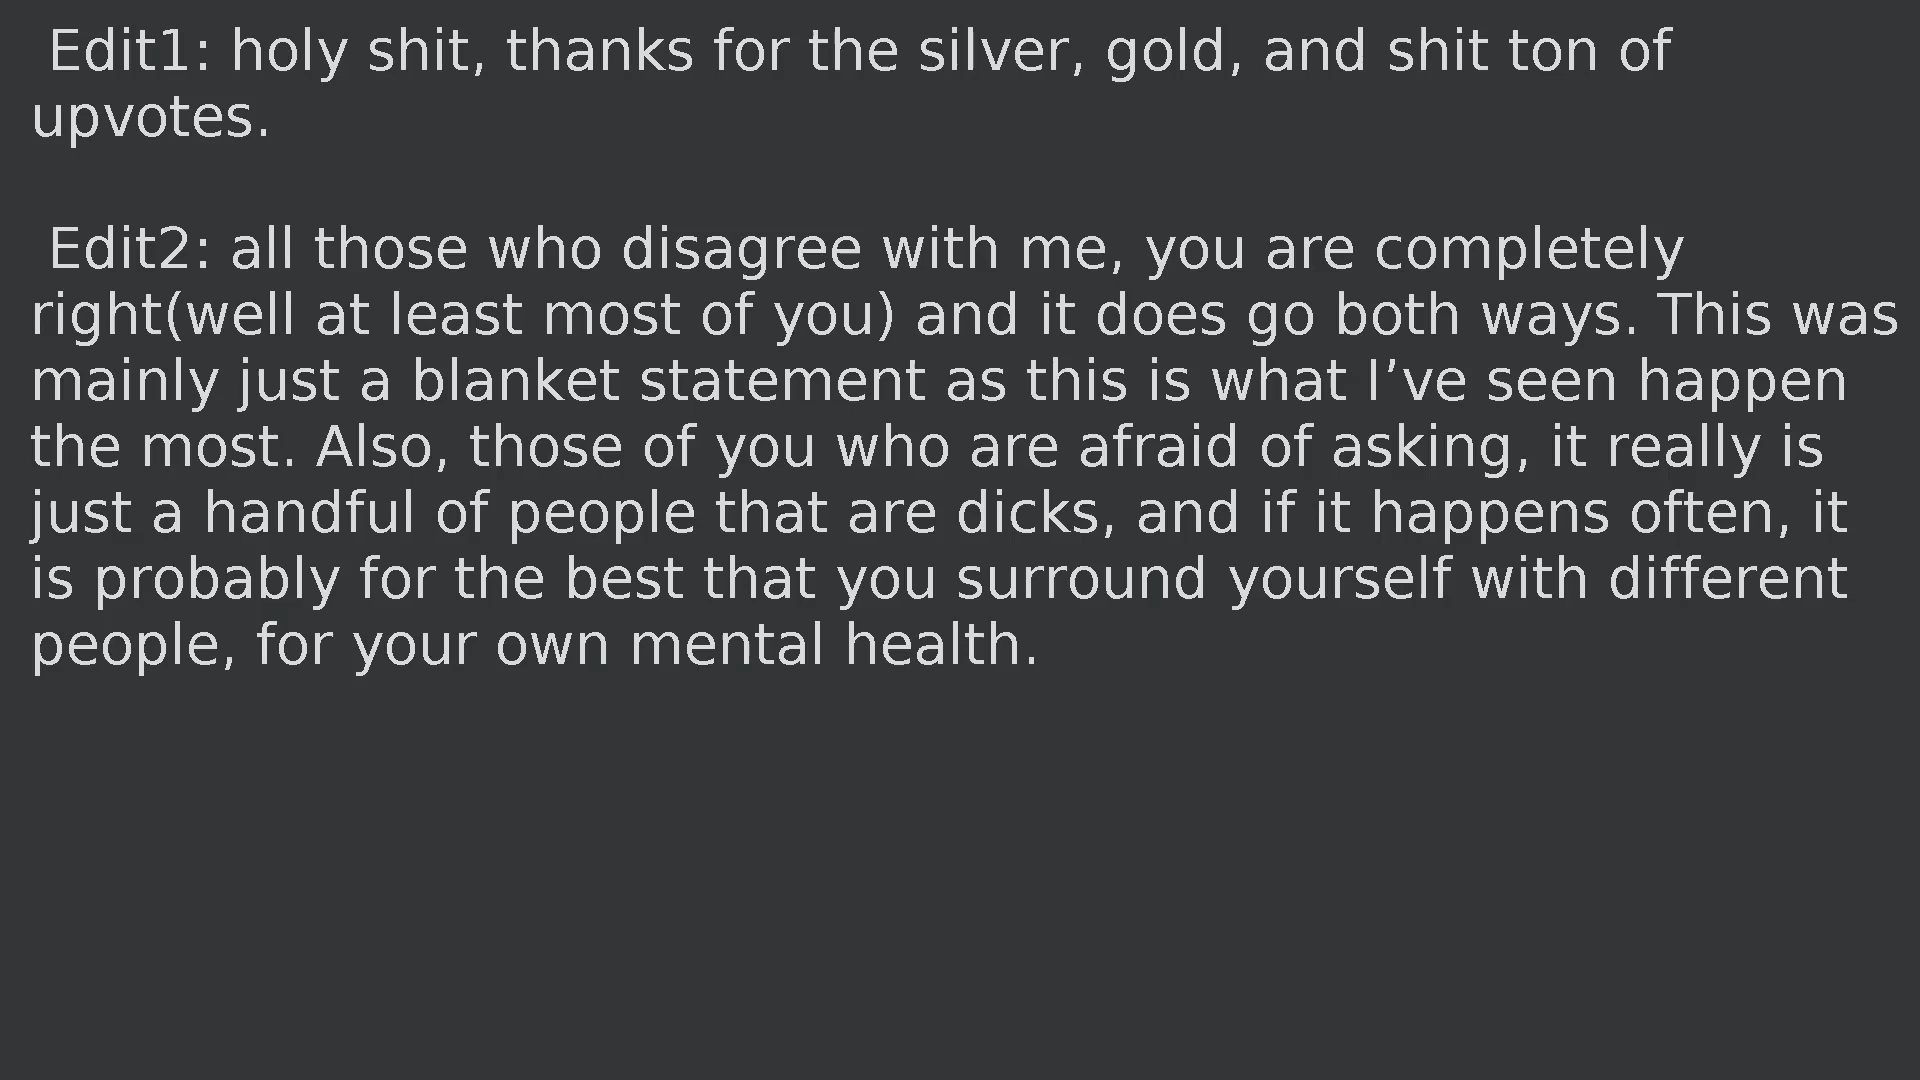 Edit1: holy shit, thanks for the silver, gold, and shit ton of
upvotes.
Edit2: all those who disagree with me, you are completely
right(well at least most of you) and it does go both ways. This was
mainly just a blanket statement as this is what I’ve seen happen
the most. Also, those of you who are afraid of asking, it really is
just a handful of people that are dicks, and if it happens often, it
is probably for the best that you surround yourself with different
people, for your own mental health.